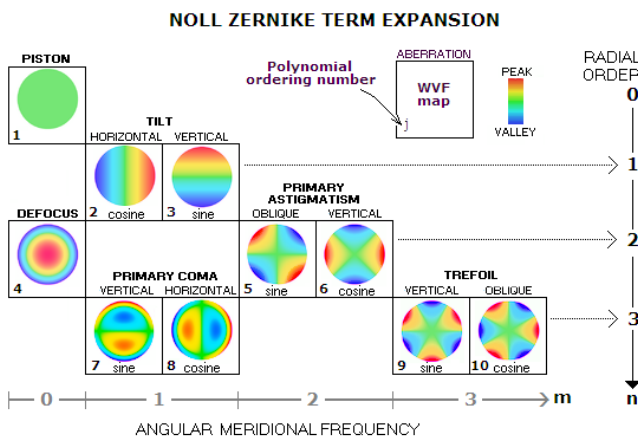 NOLL ZERNIKE TERM EXPANSION
PISTON
1
Polynomial
ordering number
ABERRATION
WVF
map
j
PEAK
VALLEY
RADIAL
ORDER
0
TILT
HORIZONTAL VERTICAL
2 cosine 3 sine
1
DEFOCUS
4
PRIMARY
ASTIGMATISM
OBLIQUE VERTICAL
5 sine 6 cosine
2
PRIMARY COMA
VERTICAL HORIZONTAL
7 sine 8 cosine
TREFOIL
VERTICAL OBLIQUE
9 sine 10 cosine
3
0 1 2 3 m n
ANGULAR MERIDIONAL FREQUENCY